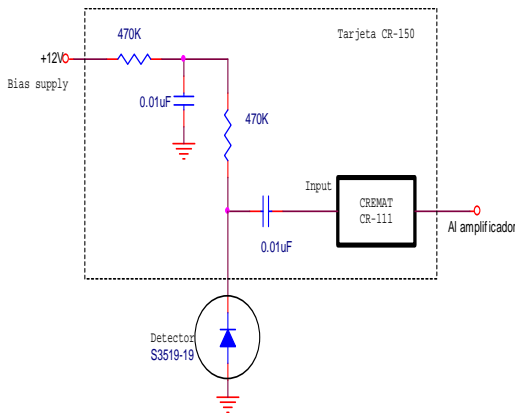 470K
Tarjeta CR-150
+12V
Bias supply
0.01uF
470K
Input
CREMAT
CR-111
Al amplificador
0.01uF
Detector
S3519-19